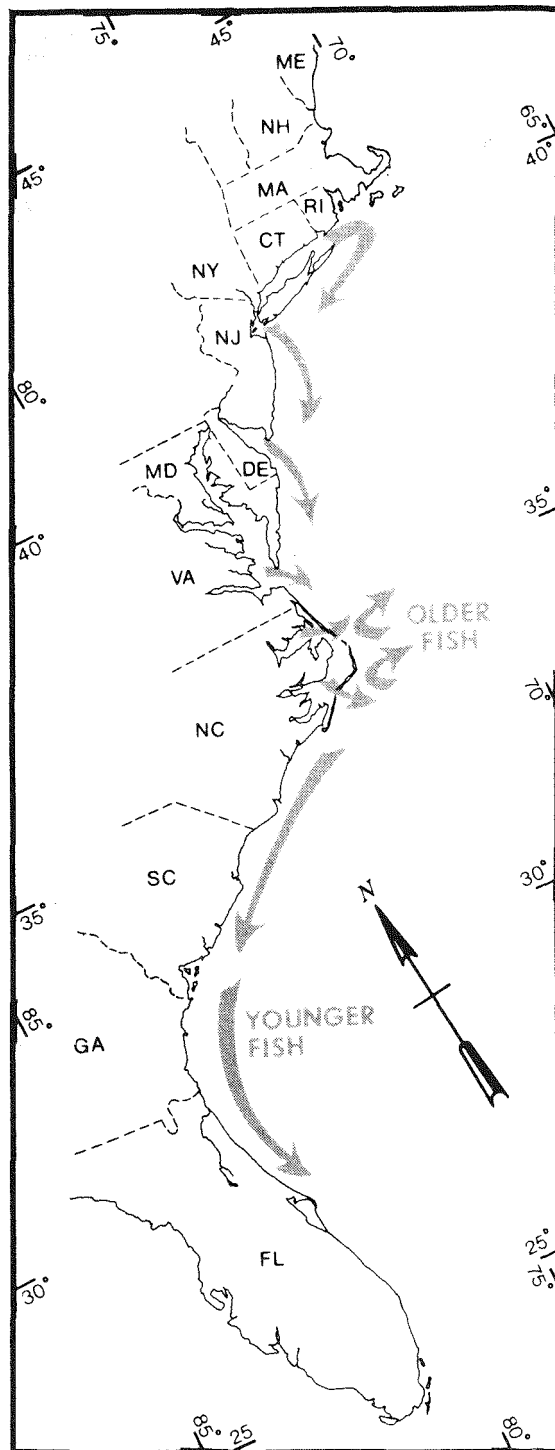 75°
45°
70°
ME
65°
40°
NH
45°
MA
RI
CT
NY
NJ
80°
MD
DE
35°
40°
VA
OLDER
FISH
70°
NC
30°
SC
N
35°
85°
YOUNGER
FISH
GA
FL
25°
75°
30°
85°
25
80°